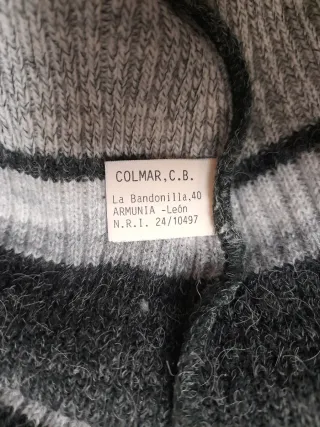 COLMAR,C.B.
La Bandonilla,40
ARMUNIA -León
N.R.I. 24/10497